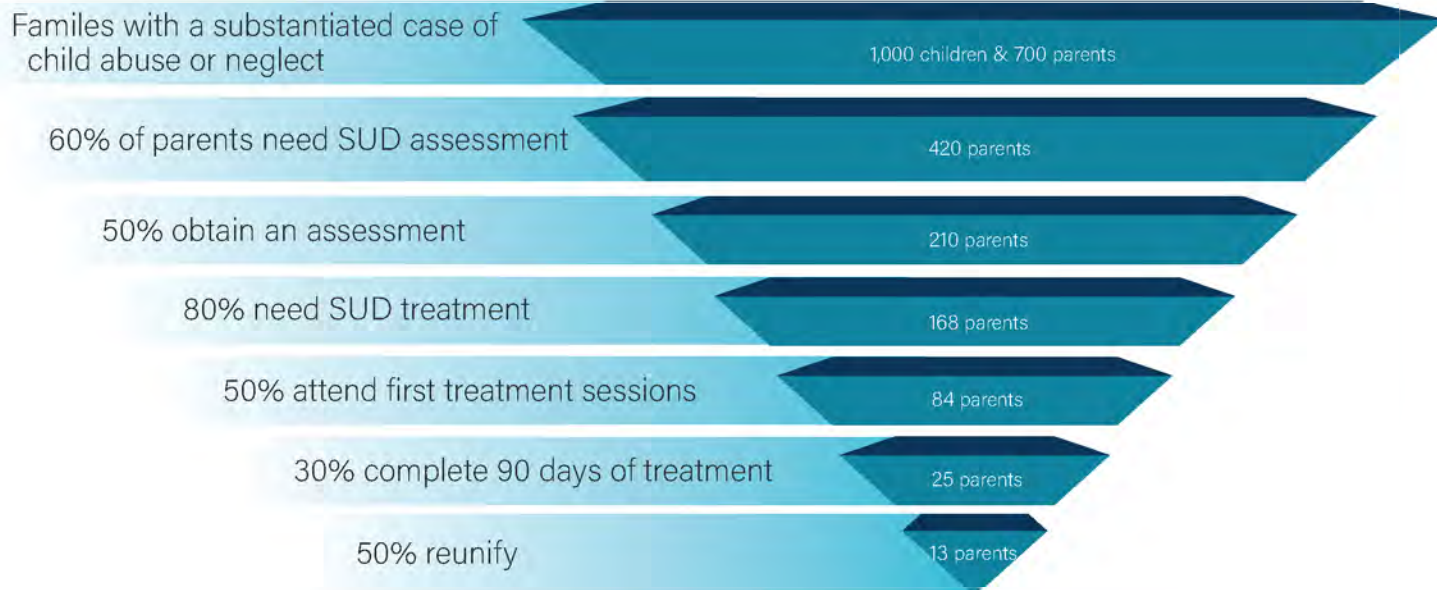 Familes with a substantiated case of
child abuse or neglect
1,000 children & 700 parents
60% of parents need SUD assessment
420 parents
50% obtain an assessment
210 parents
80% need SUD treatment
168 parents
50% attend first treatment sessions
84 parents
30% complete 90 days of treatment
25 parents
50% reunify
13 parents